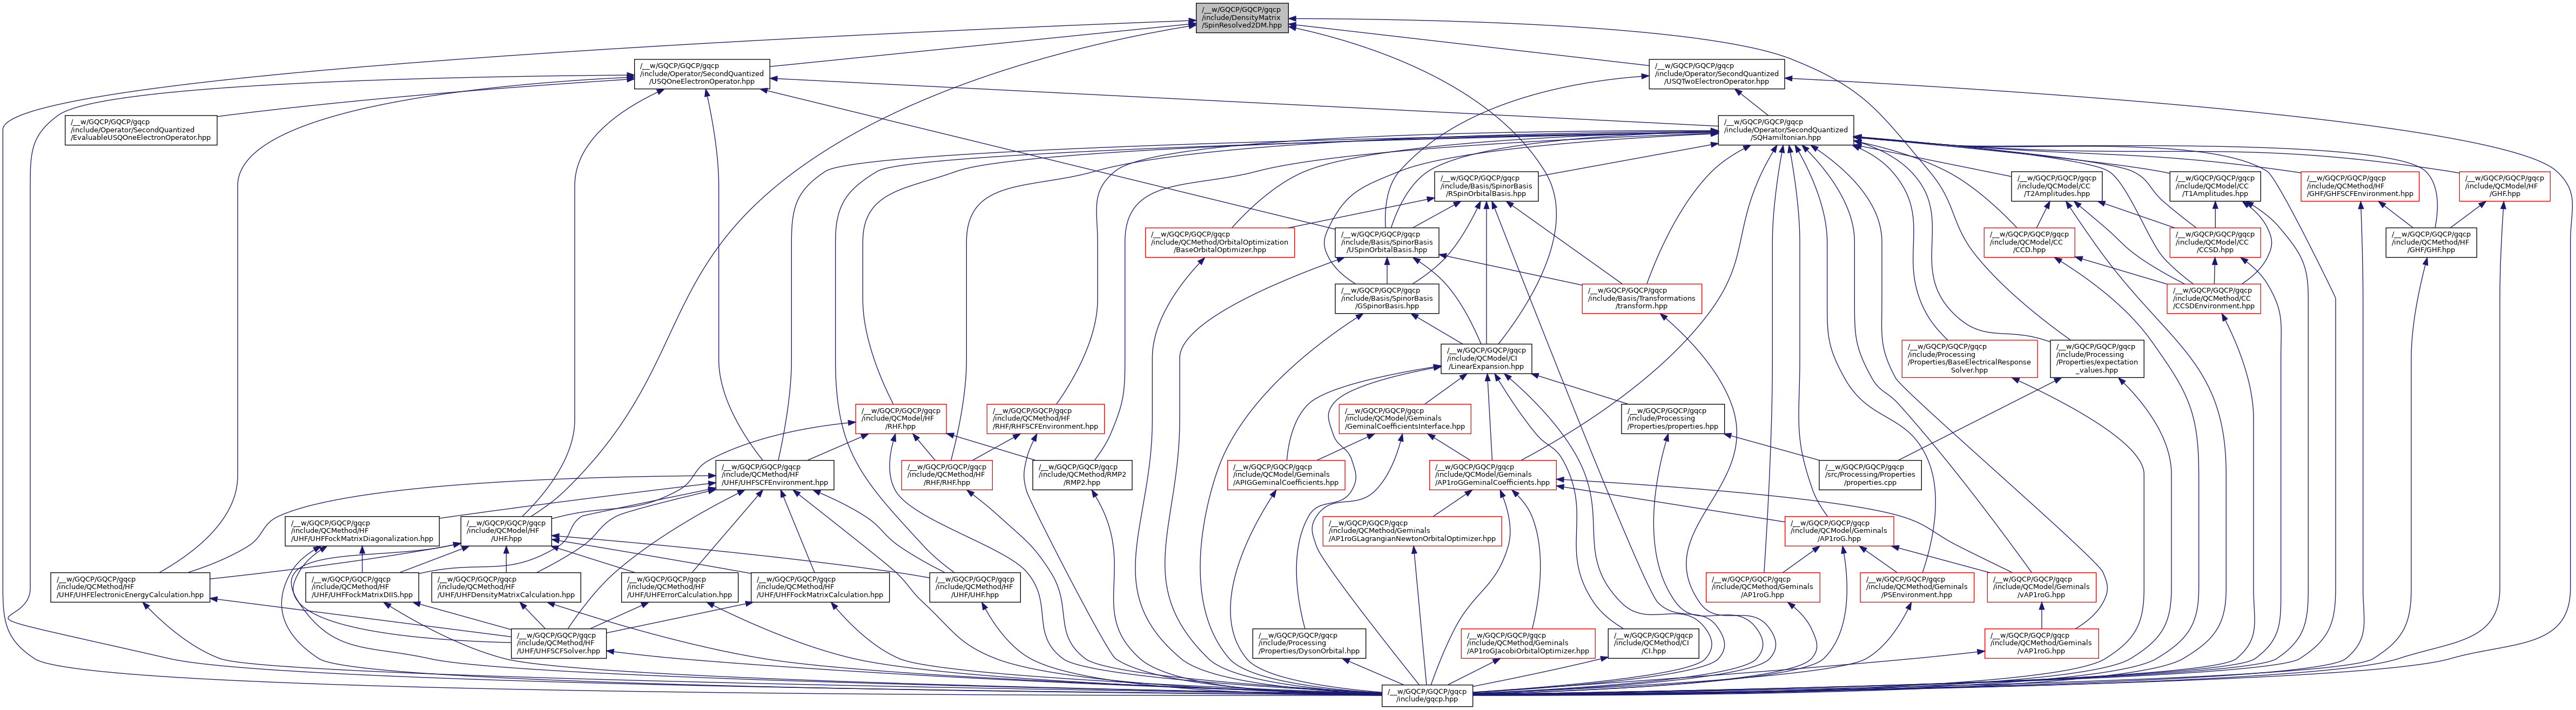 /__w/GQCP/GQCP/gqcp
/include/DensityMatrix
/SpinResolved2DM.hpp
/__w/GQCP/GQCP/gqcp
/include/Operator/SecondQuantized
/USQOneElectronOperator.hpp
/__w/GQCP/GQCP/gqcp
/include/Operator/SecondQuantized
/USQTwoElectronOperator.hpp
/__w/GQCP/GQCP/gqcp
/include/Operator/SecondQuantized
/EvaluableUSQOneElectronOperator.hpp
/__w/GQCP/GQCP/gqcp
/include/Operator/SecondQuantized
/SQHamiltonian.hpp
/__w/GQCP/GQCP/gqcp
/include/Basis/SpinorBasis
/RSpinOrbitalBasis.hpp
/__w/GQCP/GQCP/gqcp
/include/QCModel/CC
/T2Amplitudes.hpp
/__w/GQCP/GQCP/gqcp
/include/QCModel/CC
/T1Amplitudes.hpp
/__w/GQCP/GQCP/gqcp
/include/QCMethod/HF
/GHF/GHFSCFEnvironment.hpp
/__w/GQCP/GQCP/gqcp
/include/QCModel/HF
/GHF.hpp
/__w/GQCP/GQCP/gqcp
/include/QCMethod/OrbitalOptimization
/BaseOrbitalOptimizer.hpp
/__w/GQCP/GQCP/gqcp
/include/Basis/SpinorBasis
/USpinOrbitalBasis.hpp
/__w/GQCP/GQCP/gqcp
/include/QCModel/CC
/CCD.hpp
/__w/GQCP/GQCP/gqcp
/include/QCModel/CC
/CCSD.hpp
/__w/GQCP/GQCP/gqcp
/include/QCMethod/HF
/GHF/GHF.hpp
/__w/GQCP/GQCP/gqcp
/include/Basis/SpinorBasis
/GSpinorBasis.hpp
/__w/GQCP/GQCP/gqcp
/include/Basis/Transformations
/transform.hpp
/__w/GQCP/GQCP/gqcp
/include/QCMethod/CC
/CCSDEnvironment.hpp
/__w/GQCP/GQCP/gqcp
/include/QCModel/CI
/LinearExpansion.hpp
/__w/GQCP/GQCP/gqcp
/include/Processing
/Properties/BaseElectricalResponse
Solver.hpp
/__w/GQCP/GQCP/gqcp
/include/Processing
/Properties/expectation
_values.hpp
/__w/GQCP/GQCP/gqcp
/include/QCModel/HF
/RHF.hpp
/__w/GQCP/GQCP/gqcp
/include/QCMethod/HF
/RHF/RHFSCFEnvironment.hpp
/__w/GQCP/GQCP/gqcp
/include/QCModel/Geminals
/GeminalCoefficientsInterface.hpp
/__w/GQCP/GQCP/gqcp
/include/Processing
/Properties/properties.hpp
/__w/GQCP/GQCP/gqcp
/include/QCMethod/HF
/UHF/UHFSCFEnvironment.hpp
/__w/GQCP/GQCP/gqcp
/include/QCMethod/HF
/RHF/RHF.hpp
/__w/GQCP/GQCP/gqcp
/include/QCMethod/RMP2
/RMP2.hpp
/__w/GQCP/GQCP/gqcp
/include/QCModel/Geminals
/APIGGeminalCoefficients.hpp
/__w/GQCP/GQCP/gqcp
/include/QCModel/Geminals
/AP1roGGeminalCoefficients.hpp
/__w/GQCP/GQCP/gqcp
/src/Processing/Properties
/properties.cpp
/__w/GQCP/GQCP/gqcp
/include/QCMethod/HF
/UHF/UHFFockMatrixDiagonalization.hpp
/__w/GQCP/GQCP/gqcp
/include/QCModel/HF
/UHF.hpp
/__w/GQCP/GQCP/gqcp
/include/QCMethod/Geminals
/AP1roGLagrangianNewtonOrbitalOptimizer.hpp
/__w/GQCP/GQCP/gqcp
/include/QCModel/Geminals
/AP1roG.hpp
/__w/GQCP/GQCP/gqcp
/include/QCMethod/HF
/UHF/UHFElectronicEnergyCalculation.hpp
/__w/GQCP/GQCP/gqcp
/include/QCMethod/HF
/UHF/UHFFockMatrixDIIS.hpp
/__w/GQCP/GQCP/gqcp
/include/QCMethod/HF
/UHF/UHFDensityMatrixCalculation.hpp
/__w/GQCP/GQCP/gqcp
/include/QCMethod/HF
/UHF/UHFErrorCalculation.hpp
/__w/GQCP/GQCP/gqcp
/include/QCMethod/HF
/UHF/UHFFockMatrixCalculation.hpp
/__w/GQCP/GQCP/gqcp
/include/QCMethod/HF
/UHF/UHF.hpp
/__w/GQCP/GQCP/gqcp
/include/QCMethod/Geminals
/AP1roG.hpp
/__w/GQCP/GQCP/gqcp
/include/QCMethod/Geminals
/PSEnvironment.hpp
/__w/GQCP/GQCP/gqcp
/include/QCModel/Geminals
/vAP1roG.hpp
/__w/GQCP/GQCP/gqcp
/include/QCMethod/HF
/UHF/UHFSCFSolver.hpp
/__w/GQCP/GQCP/gqcp
/include/Processing
/Properties/DysonOrbital.hpp
/__w/GQCP/GQCP/gqcp
/include/QCMethod/Geminals
/AP1roGJacobiOrbitalOptimizer.hpp
/__w/GQCP/GQCP/gqcp
/include/QCMethod/CI
/CI.hpp
/__w/GQCP/GQCP/gqcp
/include/QCMethod/Geminals
/vAP1roG.hpp
/__w/GQCP/GQCP/gqcp
/include/gqcp.hpp